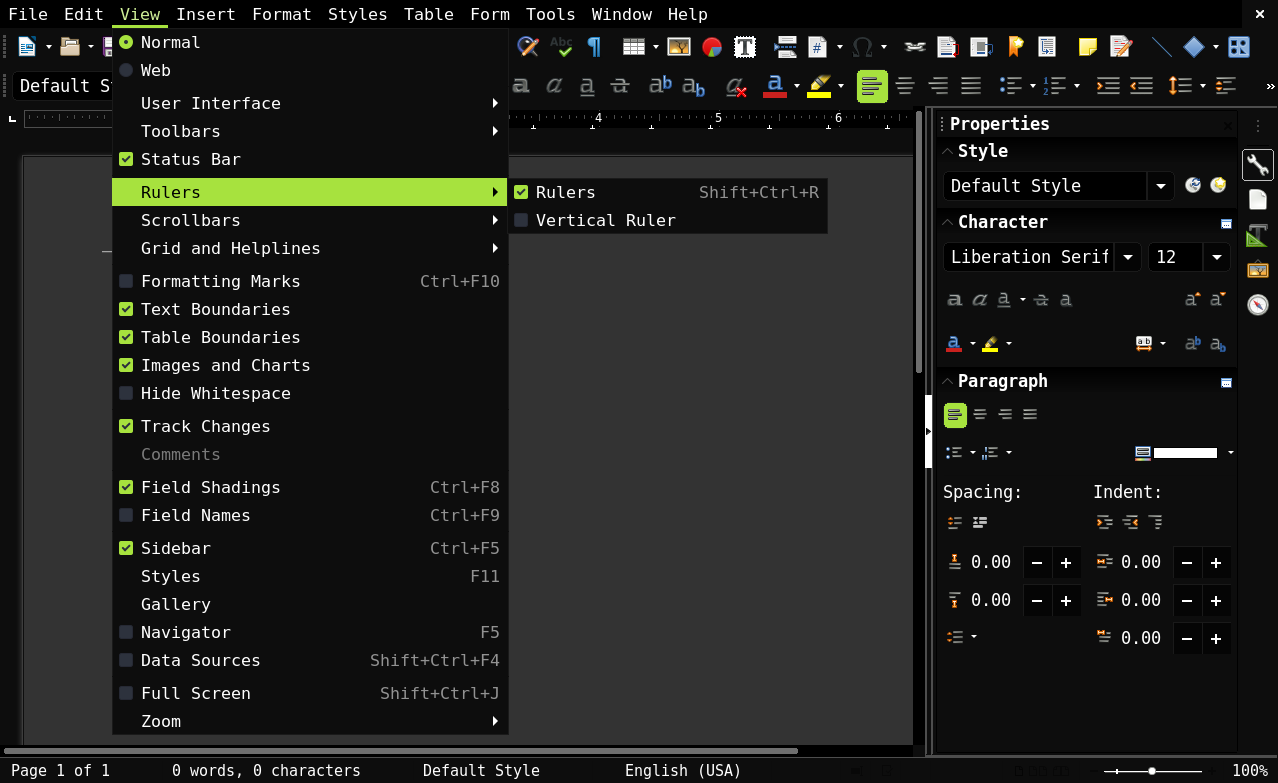 File Edit View Insert Format Styles Table Form Tools Window Help
Normal
Web
User Interface
Toolbars
Status Bar
Rulers
Scrollbars
Grid and Helplines
Formatting Marks Ctrl+F10
Text Boundaries
Table Boundaries
Images and Charts
Hide Whitespace
Track Changes
Comments
Field Shadings Ctrl+F8
Field Names Ctrl+F9
Sidebar Ctrl+F5
Styles F11
Gallery
Navigator F5
Data Sources Shift+Ctrl+F4
Full Screen Shift+Ctrl+J
Zoom
Rulers Shift+Ctrl+R
Vertical Ruler
Default St
4 5 6
Properties
Style
Default Style
Character
Liberation Serif 12
Paragraph
Spacing: Indent:
0.00 0.00
0.00 0.00
0.00
Page 1 of 1 0 words, 0 characters Default Style English (USA) 100%